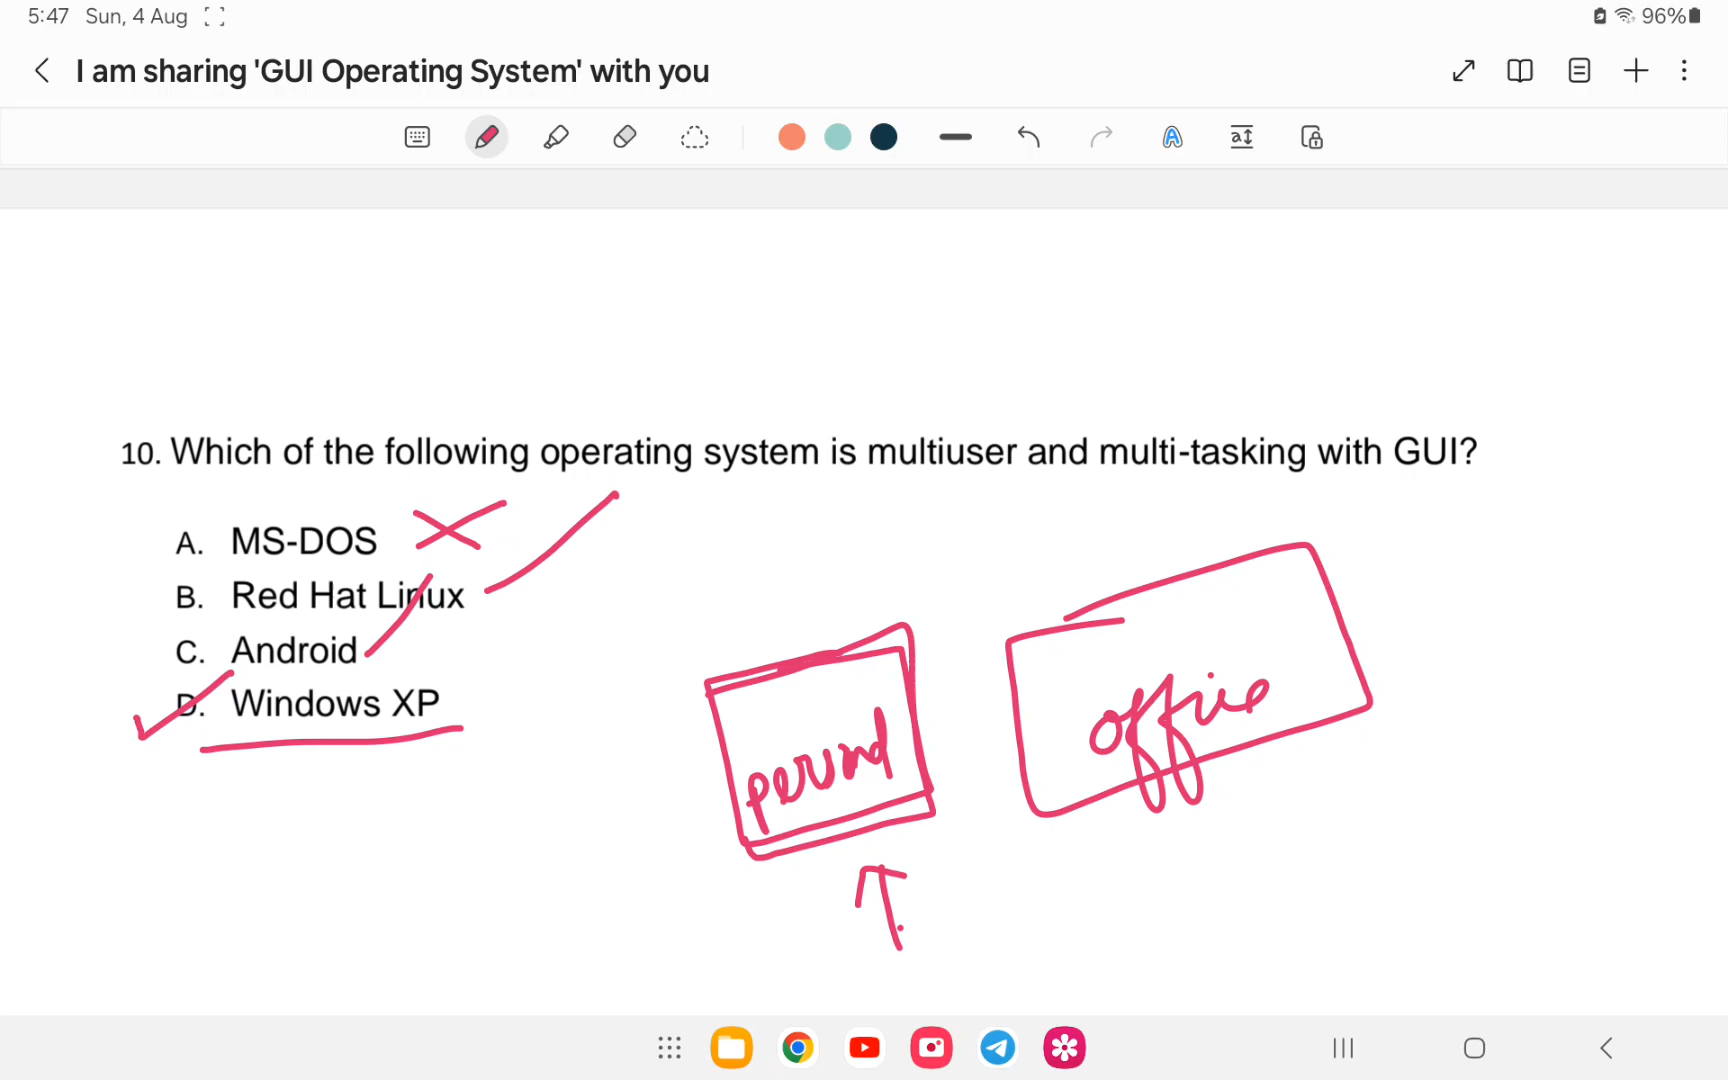 5:47 Sun, 4 Aug 96%
I am sharing 'GUI Operating System' with you
10. Which of the following operating system is multiuser and multi-tasking with GUI?
A. MS-DOS
B. Red Hat Linux
C. Android
D. Windows XP
office